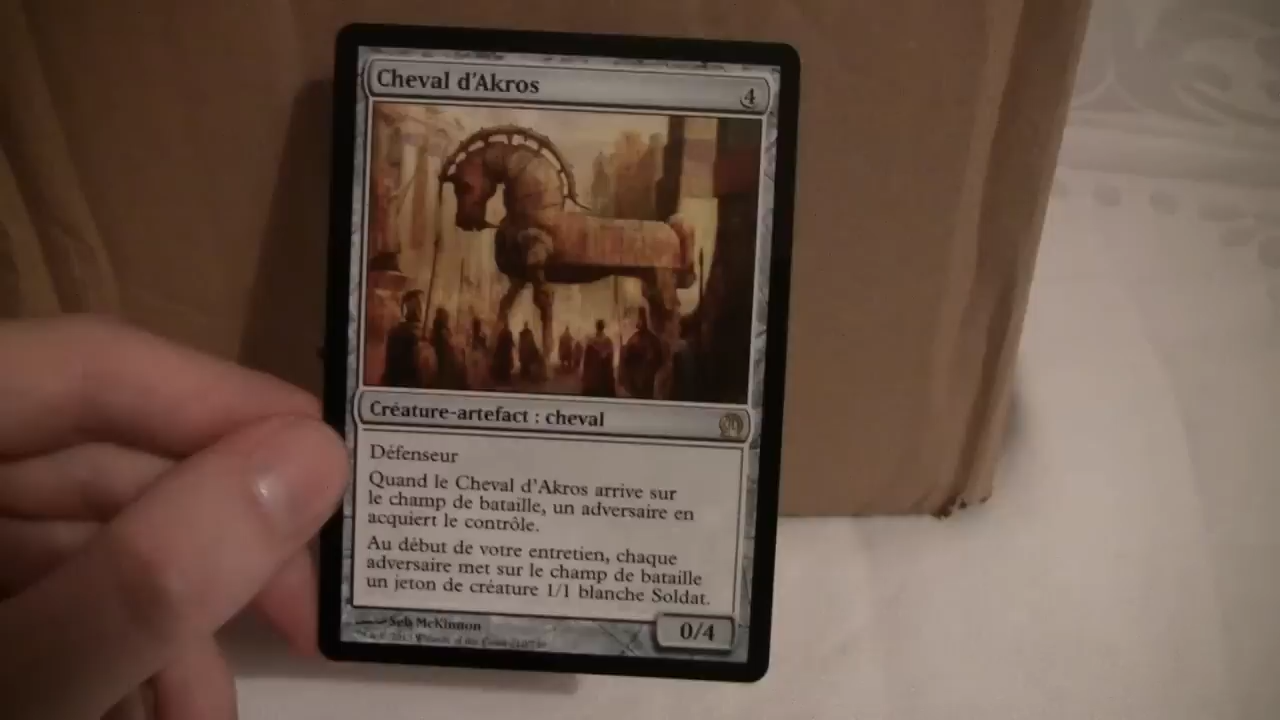 Cheval d'Akros
4
Créature-artefact : cheval
Défenseur
Quand le Cheval d'Akros arrive sur
le champ de bataille, un adversaire en
acquiert le contrôle.
Au début de votre entretien, chaque
adversaire met sur le champ de bataille
un jeton de créature 1/1 blanche Soldat.
Seb McKinnon
0/4